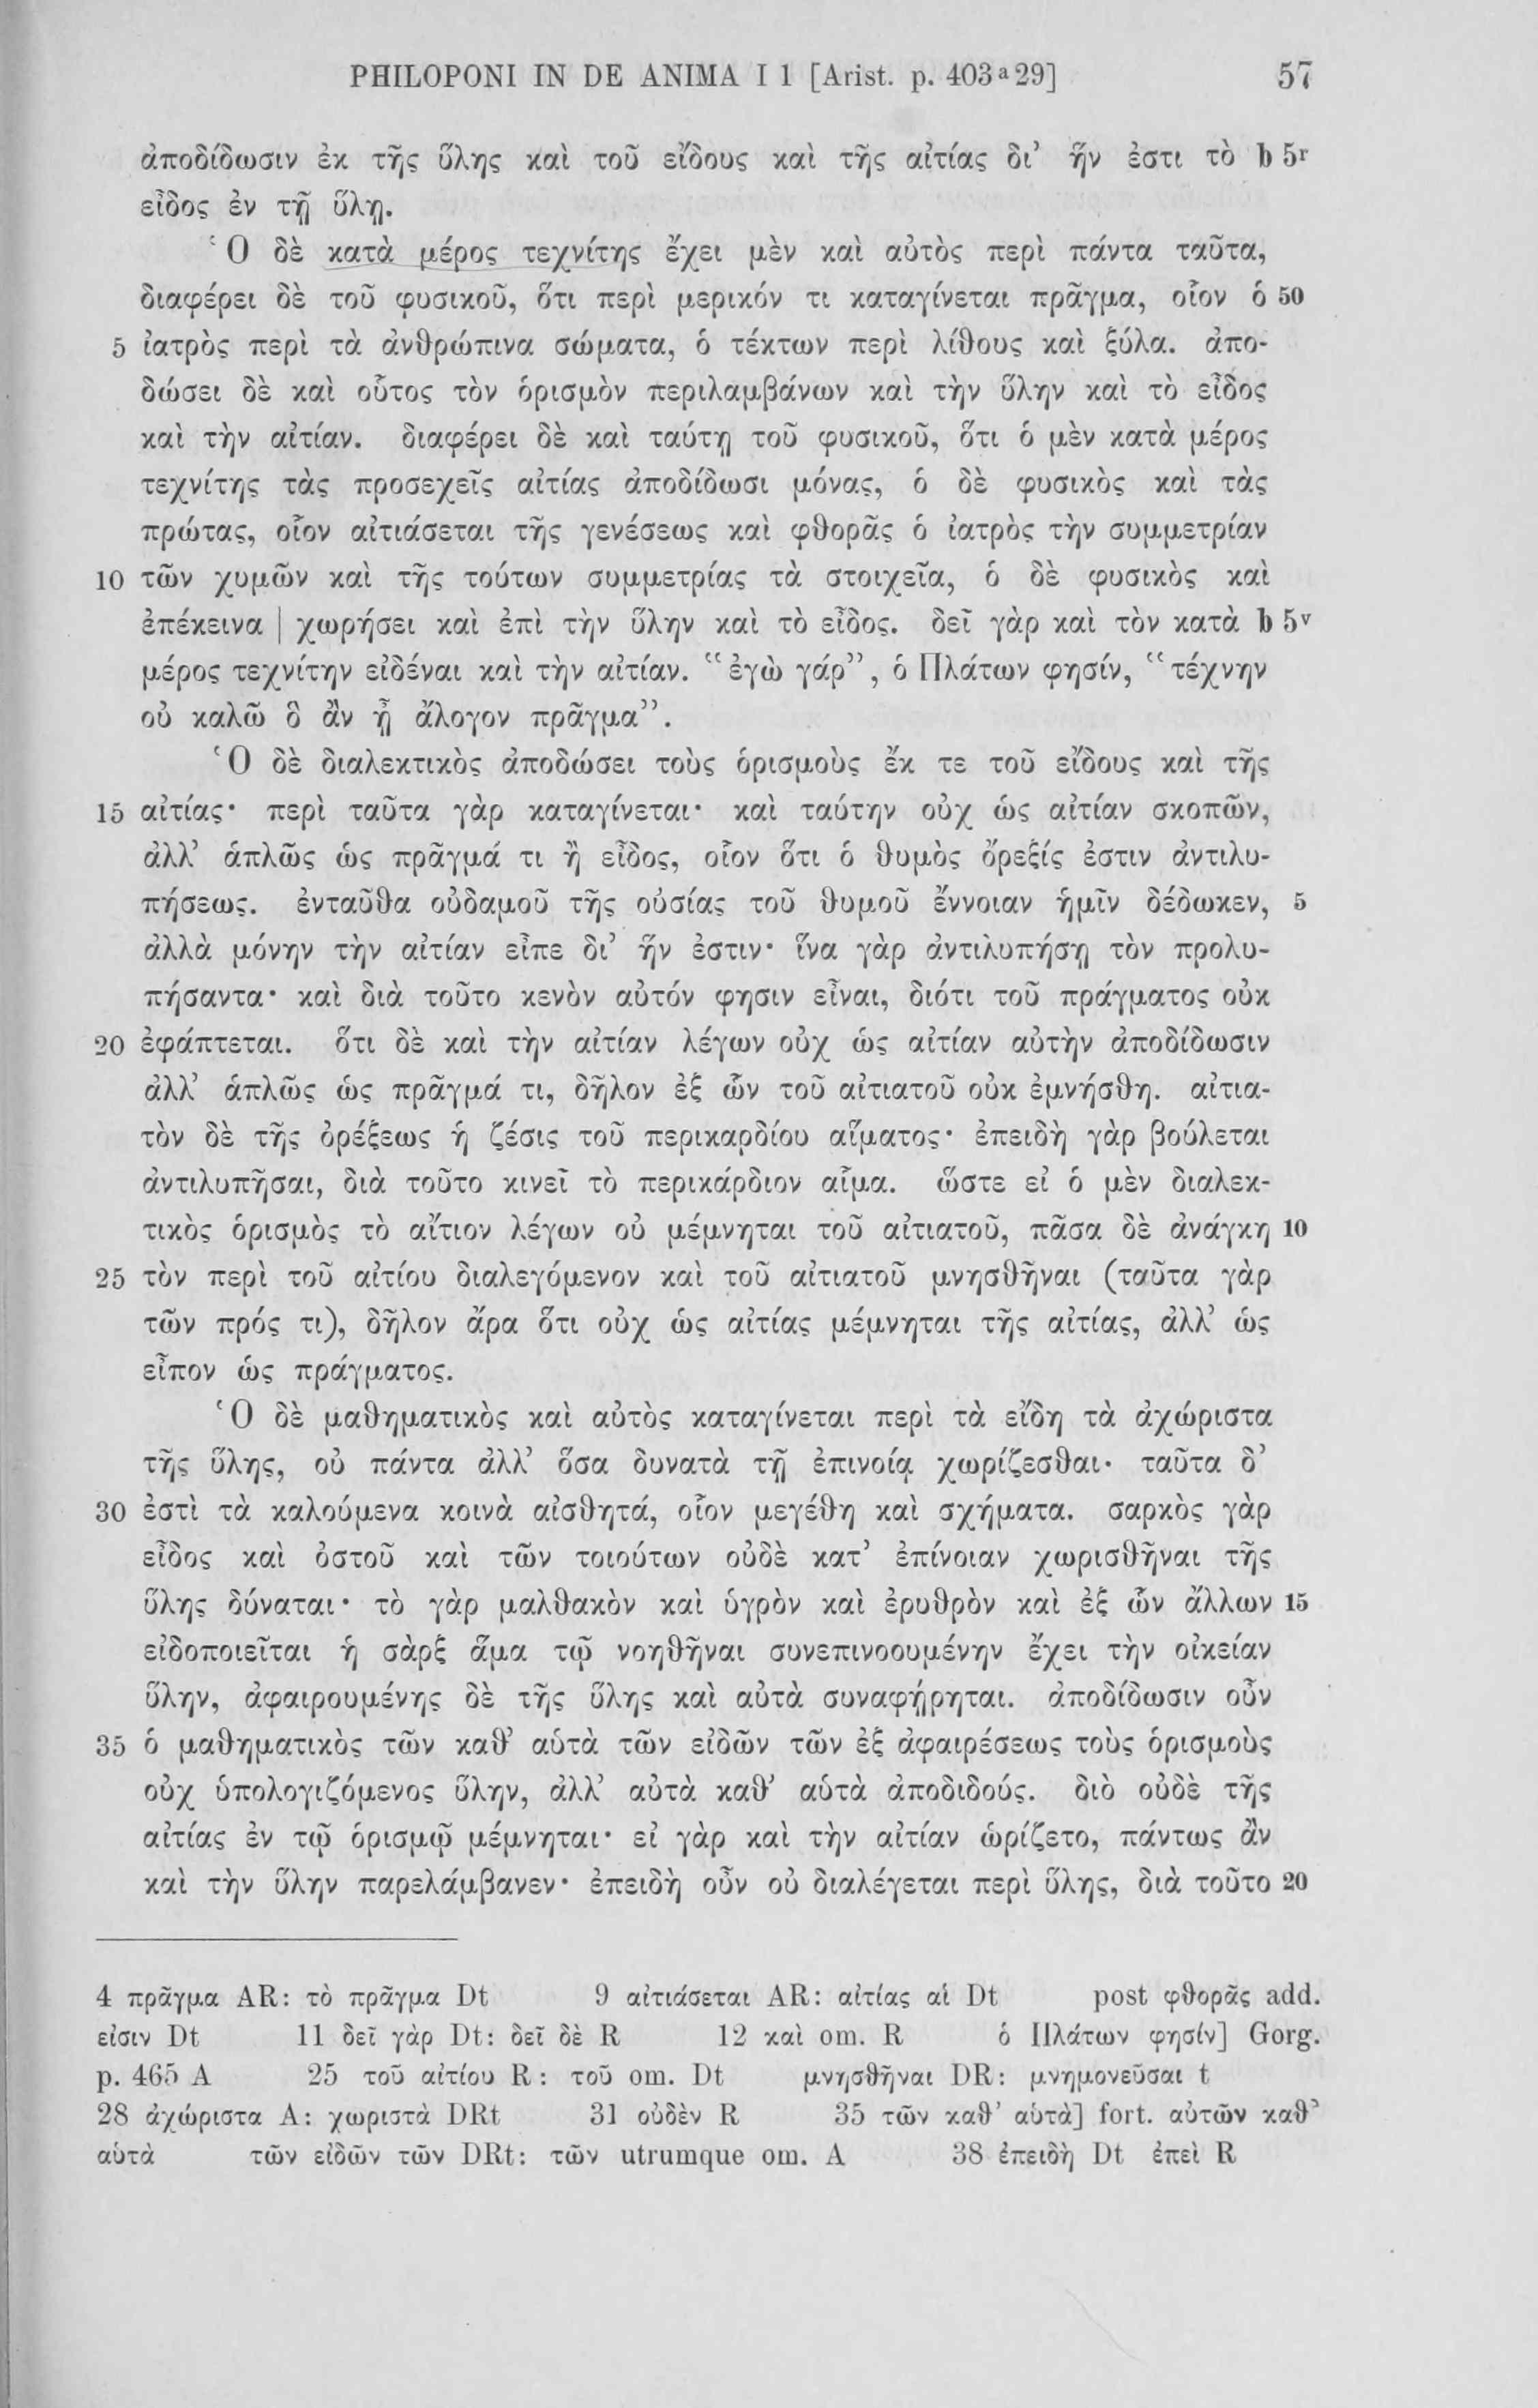 PHILOPONI IN DE ANIMA I 1 [Arist. p. 403 a 29] 57
ἀποδίδωσιν ἐκ τῆς ὕλης καὶ τοῦ εἴδους καὶ τῆς αἰτίας δι’ ἥν ἐστι τὸ b 5r
εἶδος ἐν τῇ ὕλῃ.
Ὁ δὲ κατὰ μέρος τεχνίτης ἔχει μὲν καὶ αὐτὸς περὶ πάντα ταῦτα,
διαφέρει δὲ τοῦ φυσικοῦ, ὅτι περὶ μερικόν τι καταγίνεται πρᾶγμα, οἷον ὁ 50
5 ἰατρὸς περὶ τὰ ἀνθρώπινα σώματα, ὁ τέκτων περὶ λίθους καὶ ξύλα. ἀπο-
δώσει δὲ καὶ οὗτος τὸν ὁρισμὸν περιλαμβάνων καὶ τὴν ὕλην καὶ τὸ εἶδος
καὶ τὴν αἰτίαν. διαφέρει δὲ καὶ ταύτῃ τοῦ φυσικοῦ, ὅτι ὁ μὲν κατὰ μέρος
τεχνίτης τὰς προσεχεῖς αἰτίας ἀποδίδωσι μόνας, ὁ δὲ φυσικὸς καὶ τὰς
πρώτας, οἷον αἰτιάσεται τῆς γενέσεως καὶ φθορᾶς ὁ ἰατρὸς τὴν συμμετρίαν
10 τῶν χυμῶν καὶ τῆς τούτων συμμετρίας τὰ στοιχεῖα, ὁ δὲ φυσικὸς καὶ
ἐπέκεινα | χωρήσει καὶ ἐπὶ τὴν ὕλην καὶ τὸ εἶδος. δεῖ γὰρ καὶ τὸν κατὰ b 5v
μέρος τεχνίτην εἰδέναι καὶ τὴν αἰτίαν. “ἐγὼ γάρ”, ὁ Πλάτων φησίν, “τέχνην
οὐ καλῶ ὃ ἂν ᾖ ἄλογον πρᾶγμα”.
Ὁ δὲ διαλεκτικὸς ἀποδώσει τοὺς ὁρισμοὺς ἔκ τε τοῦ εἴδους καὶ τῆς
15 αἰτίας· περὶ ταῦτα γὰρ καταγίνεται· καὶ ταύτην οὐχ ὡς αἰτίαν σκοπῶν,
ἀλλ’ ἁπλῶς ὡς πρᾶγμά τι ἢ εἶδος, οἷον ὅτι ὁ θυμὸς ὄρεξίς ἐστιν ἀντιλυ-
πήσεως. ἐνταῦθα οὐδαμοῦ τῆς οὐσίας τοῦ θυμοῦ ἔννοιαν ἡμῖν δέδωκεν, 5
ἀλλὰ μόνην τὴν αἰτίαν εἶπε δι’ ἥν ἐστιν· ἵνα γὰρ ἀντιλυπήσῃ τὸν προλυ-
πήσαντα· καὶ διὰ τοῦτο κενὸν αὐτόν φησιν εἶναι, διότι τοῦ πράγματος οὐκ
20 ἐφάπτεται. ὅτι δὲ καὶ τὴν αἰτίαν λέγων οὐχ ὡς αἰτίαν αὐτὴν ἀποδίδωσιν
ἀλλ’ ἁπλῶς ὡς πρᾶγμά τι, δῆλον ἐξ ὧν τοῦ αἰτιατοῦ οὐκ ἐμνήσθη. αἰτια-
τὸν δὲ τῆς ὀρέξεως ἡ ζέσις τοῦ περικαρδίου αἵματος· ἐπειδὴ γὰρ βούλεται
ἀντιλυπῆσαι, διὰ τοῦτο κινεῖ τὸ περικάρδιον αἷμα. ὥστε εἰ ὁ μὲν διαλεκ-
τικὸς ὁρισμὸς τὸ αἴτιον λέγων οὐ μέμνηται τοῦ αἰτιατοῦ, πᾶσα δὲ ἀνάγκη 10
25 τὸν περὶ τοῦ αἰτίου διαλεγόμενον καὶ τοῦ αἰτιατοῦ μνησθῆναι (ταῦτα γὰρ
τῶν πρός τι), δῆλον ἄρα ὅτι οὐχ ὡς αἰτίας μέμνηται τῆς αἰτίας, ἀλλ’ ὡς
εἶπον ὡς πράγματος.
Ὁ δὲ μαθηματικὸς καὶ αὐτὸς καταγίνεται περὶ τὰ εἴδη τὰ ἀχώριστα
τῆς ὕλης, οὐ πάντα ἀλλ’ ὅσα δυνατὰ τῇ ἐπινοίᾳ χωρίζεσθαι· ταῦτα δ’
30 ἐστὶ τὰ καλούμενα κοινὰ αἰσθητά, οἷον μεγέθη καὶ σχήματα. σαρκὸς γὰρ
εἶδος καὶ ὀστοῦ καὶ τῶν τοιούτων οὐδὲ κατ’ ἐπίνοιαν χωρισθῆναι τῆς
ὕλης δύναται· τὸ γὰρ μαλθακὸν καὶ ὑγρὸν καὶ ἐρυθρὸν καὶ ἐξ ὧν ἄλλων 15
εἰδοποιεῖται ἡ σὰρξ ἅμα τῷ νοηθῆναι συνεπινοουμένην ἔχει τὴν οἰκείαν
ὕλην, ἀφαιρουμένης δὲ τῆς ὕλης καὶ αὐτὰ συναφῄρηται. ἀποδίδωσιν οὖν
35 ὁ μαθηματικὸς τῶν καθ’ αὑτὰ τῶν εἰδῶν τῶν ἐξ ἀφαιρέσεως τοὺς ὁρισμοὺς
οὐχ ὑπολογιζόμενος ὕλην, ἀλλ’ αὐτὰ καθ’ αὑτὰ ἀποδιδούς. διὸ οὐδὲ τῆς
αἰτίας ἐν τῷ ὁρισμῷ μέμνηται· εἰ γὰρ καὶ τὴν αἰτίαν ὡρίζετο, πάντως ἂν
καὶ τὴν ὕλην παρελάμβανεν· ἐπειδὴ οὖν οὐ διαλέγεται περὶ ὕλης, διὰ τοῦτο 20
4 πρᾶγμα AR: τὸ πρᾶγμα Dt 9 αἰτιάσεται AR: αἰτίας αἱ Dt post φθορᾶς add.
εἰσιν Dt 11 δεῖ γὰρ Dt: δεῖ δὲ R 12 καὶ om. R ὁ Πλάτων φησίν] Gorg.
p. 465 A 25 τοῦ αἰτίου R: τοῦ om. Dt μνησθῆναι DR: μνημονεῦσαι t
28 ἀχώριστα A: χωριστὰ DRt 31 οὐδὲν R 35 τῶν καθ’ αὑτὰ] fort. αὐτῶν καθ’
αὑτὰ τῶν εἰδῶν τῶν DRt: τῶν utrumque om. A 38 ἐπειδὴ Dt ἐπεὶ R